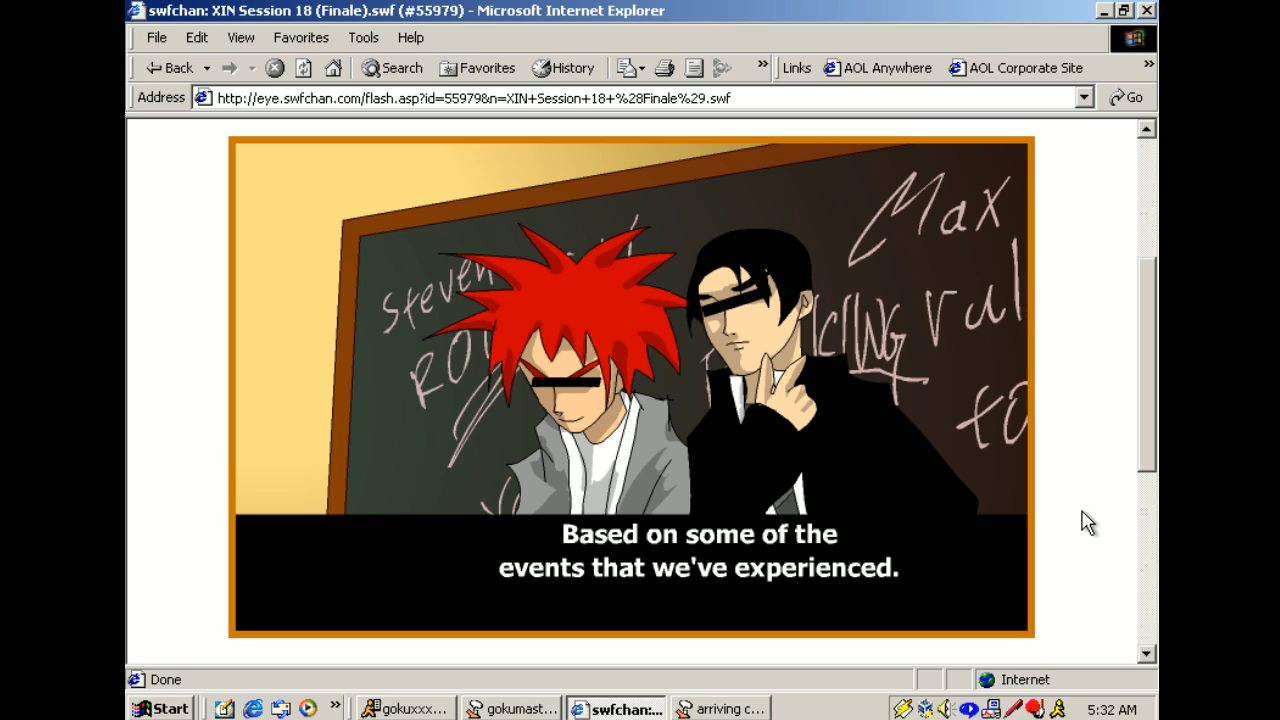 swfchan: XIN Session 18 (Finale).swf (#55979) - Microsoft Internet Explorer
File Edit View Favorites Tools Help
Back Search Favorites History » Links AOL Anywhere AOL Corporate Site »
Address http://eye.swfchan.com/flash.asp?id=55979&n=XIN+Session+18+%28Finale%29.swf Go
Max
Steven
rul
to
Based on some of the
events that we've experienced.
Done Internet
Start » gokuxxx... gokumast... swfchan:... arriving c... 5:32 AM